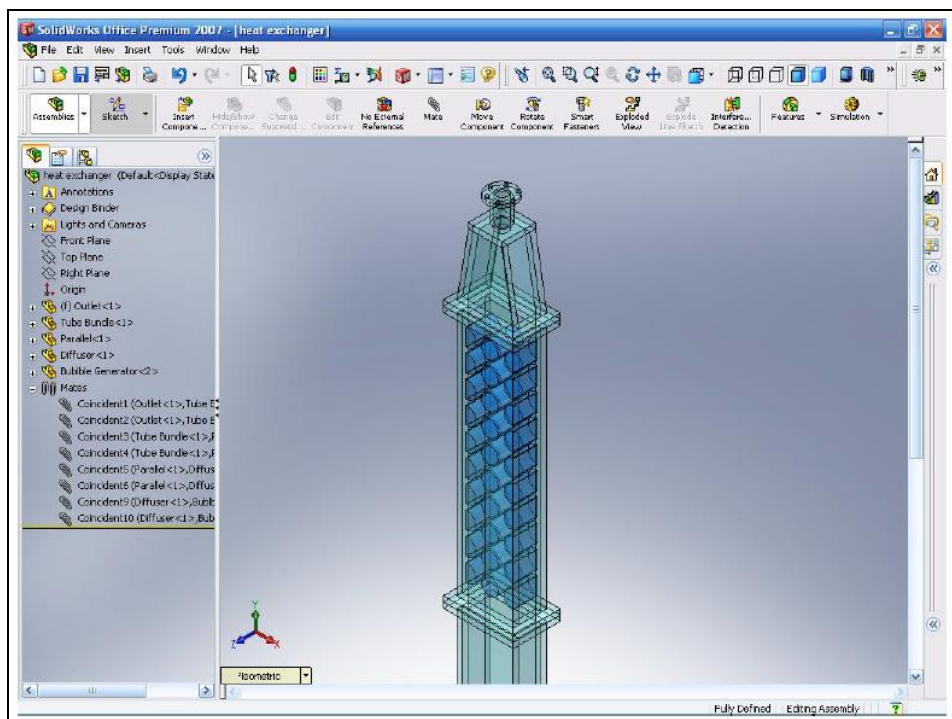 SolidWorks Office Premium 2007 - [heat exchanger]
File Edit View Insert Tools Window Help
Assemblies Sketch Insert Compone... Hide/Show Compone... Change Suppressi... Edit Component No External References Mate Move Component Rotate Component Smart Fasteners Exploded View Explode Line Sketch Interfere... Detection Features Simulation
heat exchanger (Default<Display State
Annotations
Design Binder
Lights and Cameras
Front Plane
Top Plane
Right Plane
Origin
(f) Outlet<1>
Tube Bundle<1>
Parallel<1>
Diffuser<1>
Bubble Generator<2>
Mates
Coincident1 (Outlet<1>,Tube B
Coincident2 (Outlet<1>,Tube B
Coincident3 (Tube Bundle<1>,P
Coincident4 (Tube Bundle<1>,P
Coincident5 (Parallel<1>,Diffus
Coincident6 (Parallel<1>,Diffus
Coincident9 (Diffuser<1>,Bubb
Coincident10 (Diffuser<1>,Bub
Y
Z
X
*Isometric
Fully Defined Editing Assembly